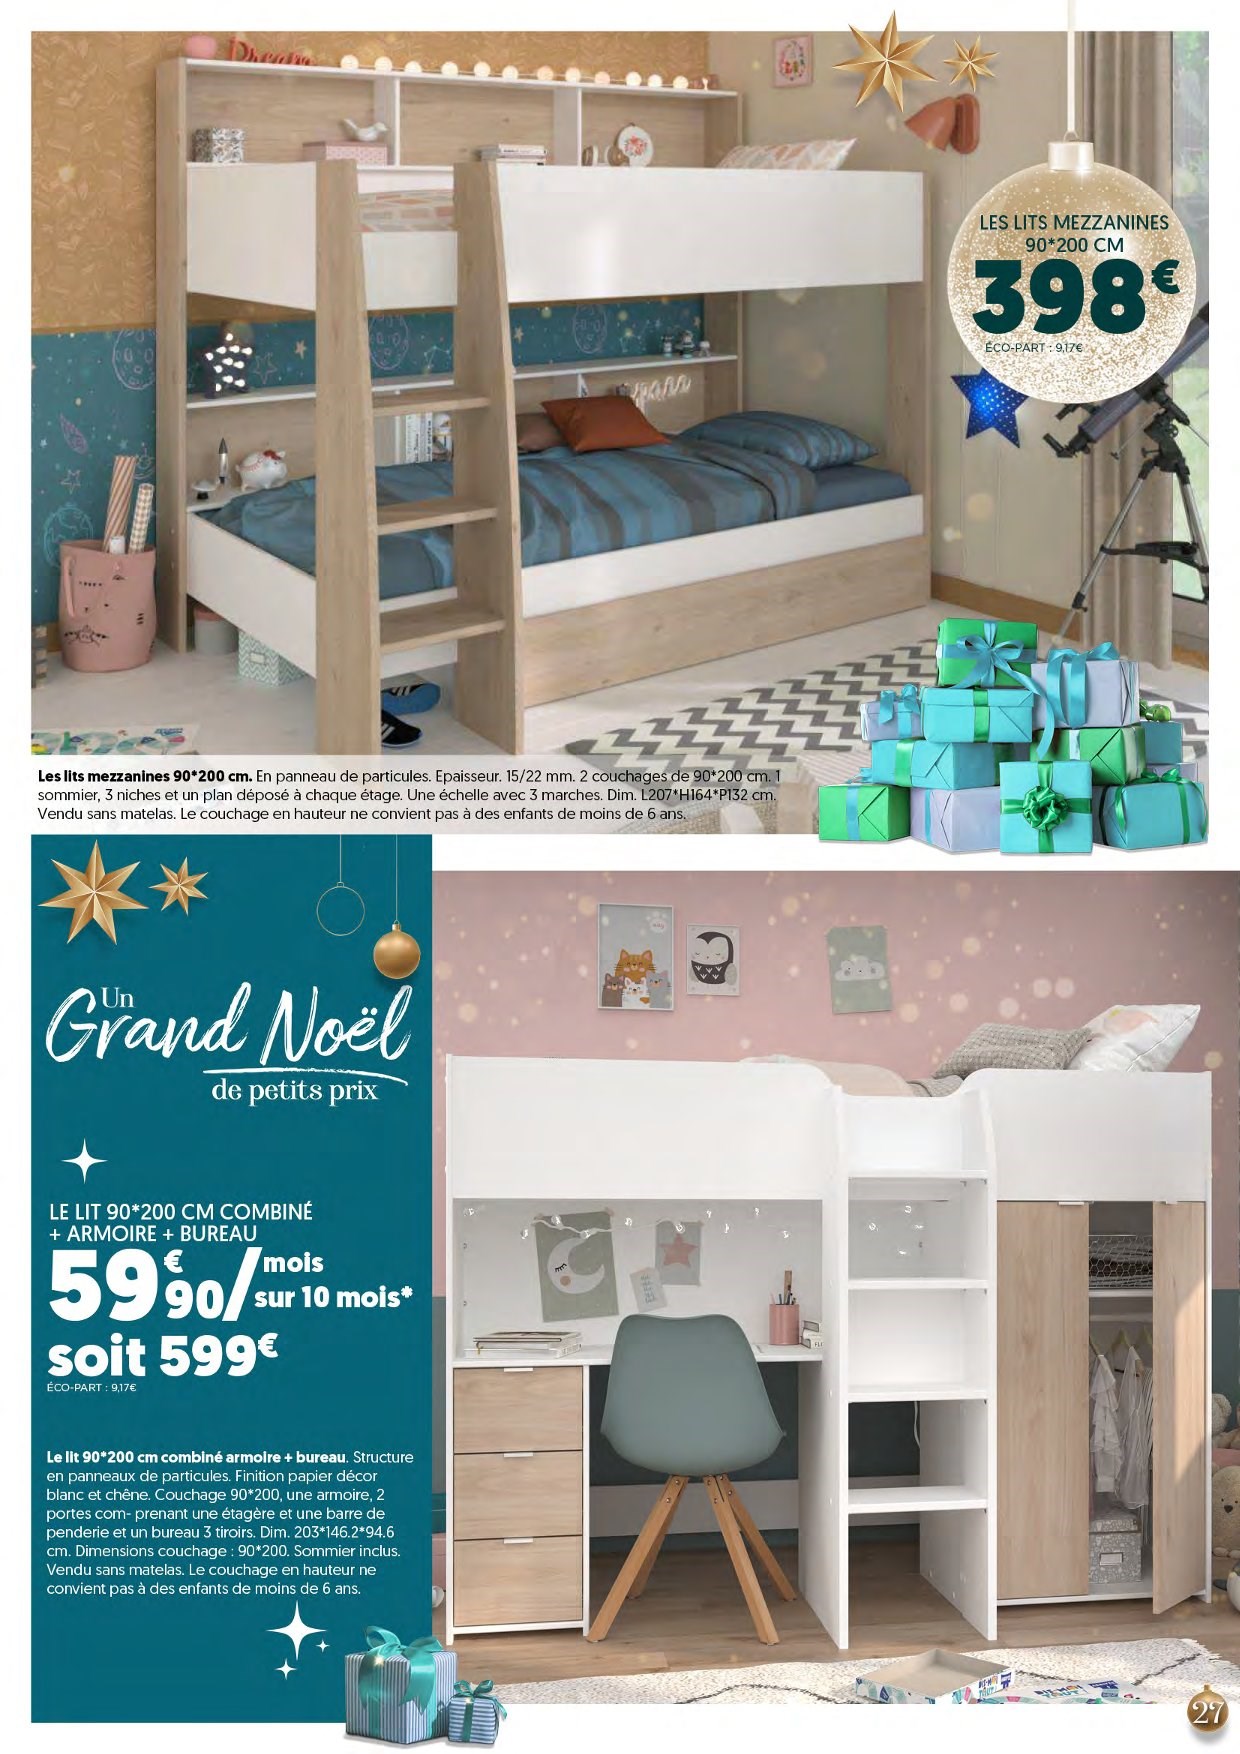 Dream
LES LITS MEZZANINES
90*200 CM
398€
ÉCO-PART : 9,17€
Les lits mezzanines 90*200 cm. En panneau de particules. Epaisseur. 15/22 mm. 2 couchages de 90*200 cm. 1
sommier, 3 niches et un plan déposé à chaque étage. Une échelle avec 3 marches. Dim. L207*H164*P132 cm.
Vendu sans matelas. Le couchage en hauteur ne convient pas à des enfants de moins de 6 ans.
Un
Grand Noël
de petits prix
LE LIT 90*200 CM COMBINÉ
+ ARMOIRE + BUREAU
59€90/mois
sur 10 mois*
soit 599€
ÉCO-PART : 9,17€
Le lit 90*200 cm combiné armoire + bureau. Structure
en panneaux de particules. Finition papier décor
blanc et chêne. Couchage 90*200, une armoire, 2
portes com- prenant une étagère et une barre de
penderie et un bureau 3 tiroirs. Dim. 203*146.2*94.6
cm. Dimensions couchage : 90*200. Sommier inclus.
Vendu sans matelas. Le couchage en hauteur ne
convient pas à des enfants de moins de 6 ans.
27